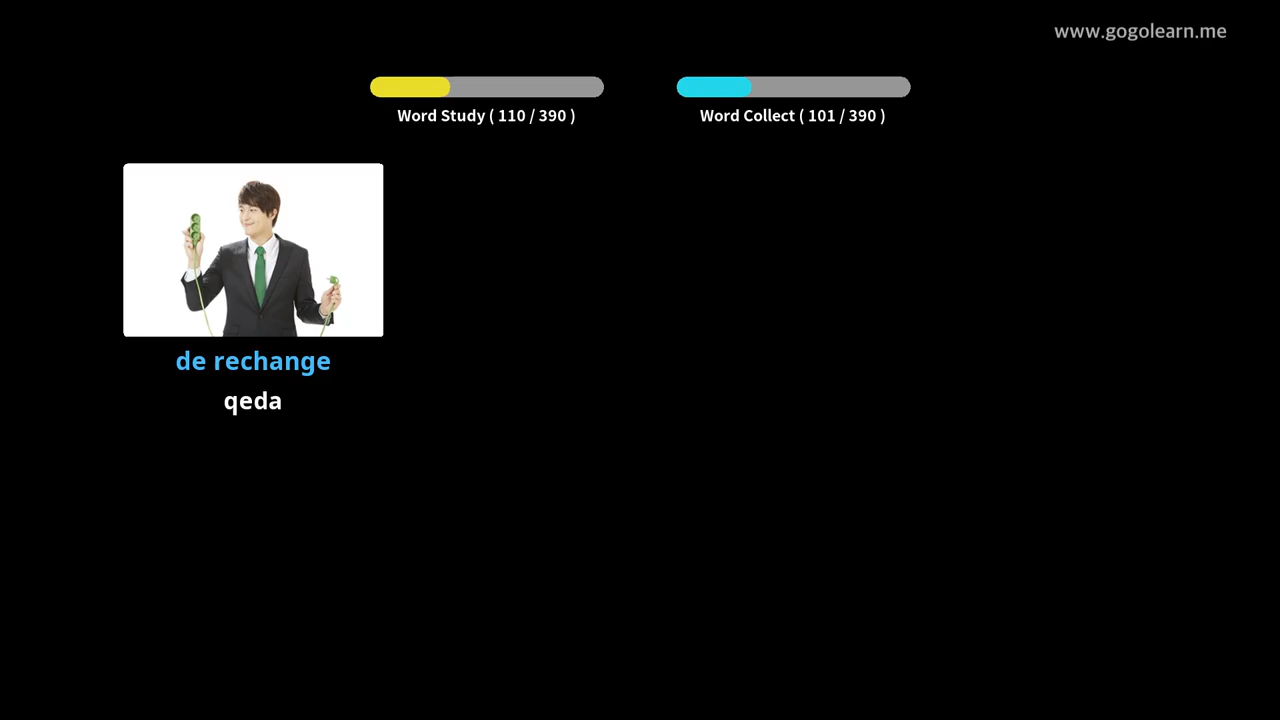 www.gogolearn.me
Word Study ( 110 / 390 )
Word Collect ( 101 / 390 )
de rechange
qeda